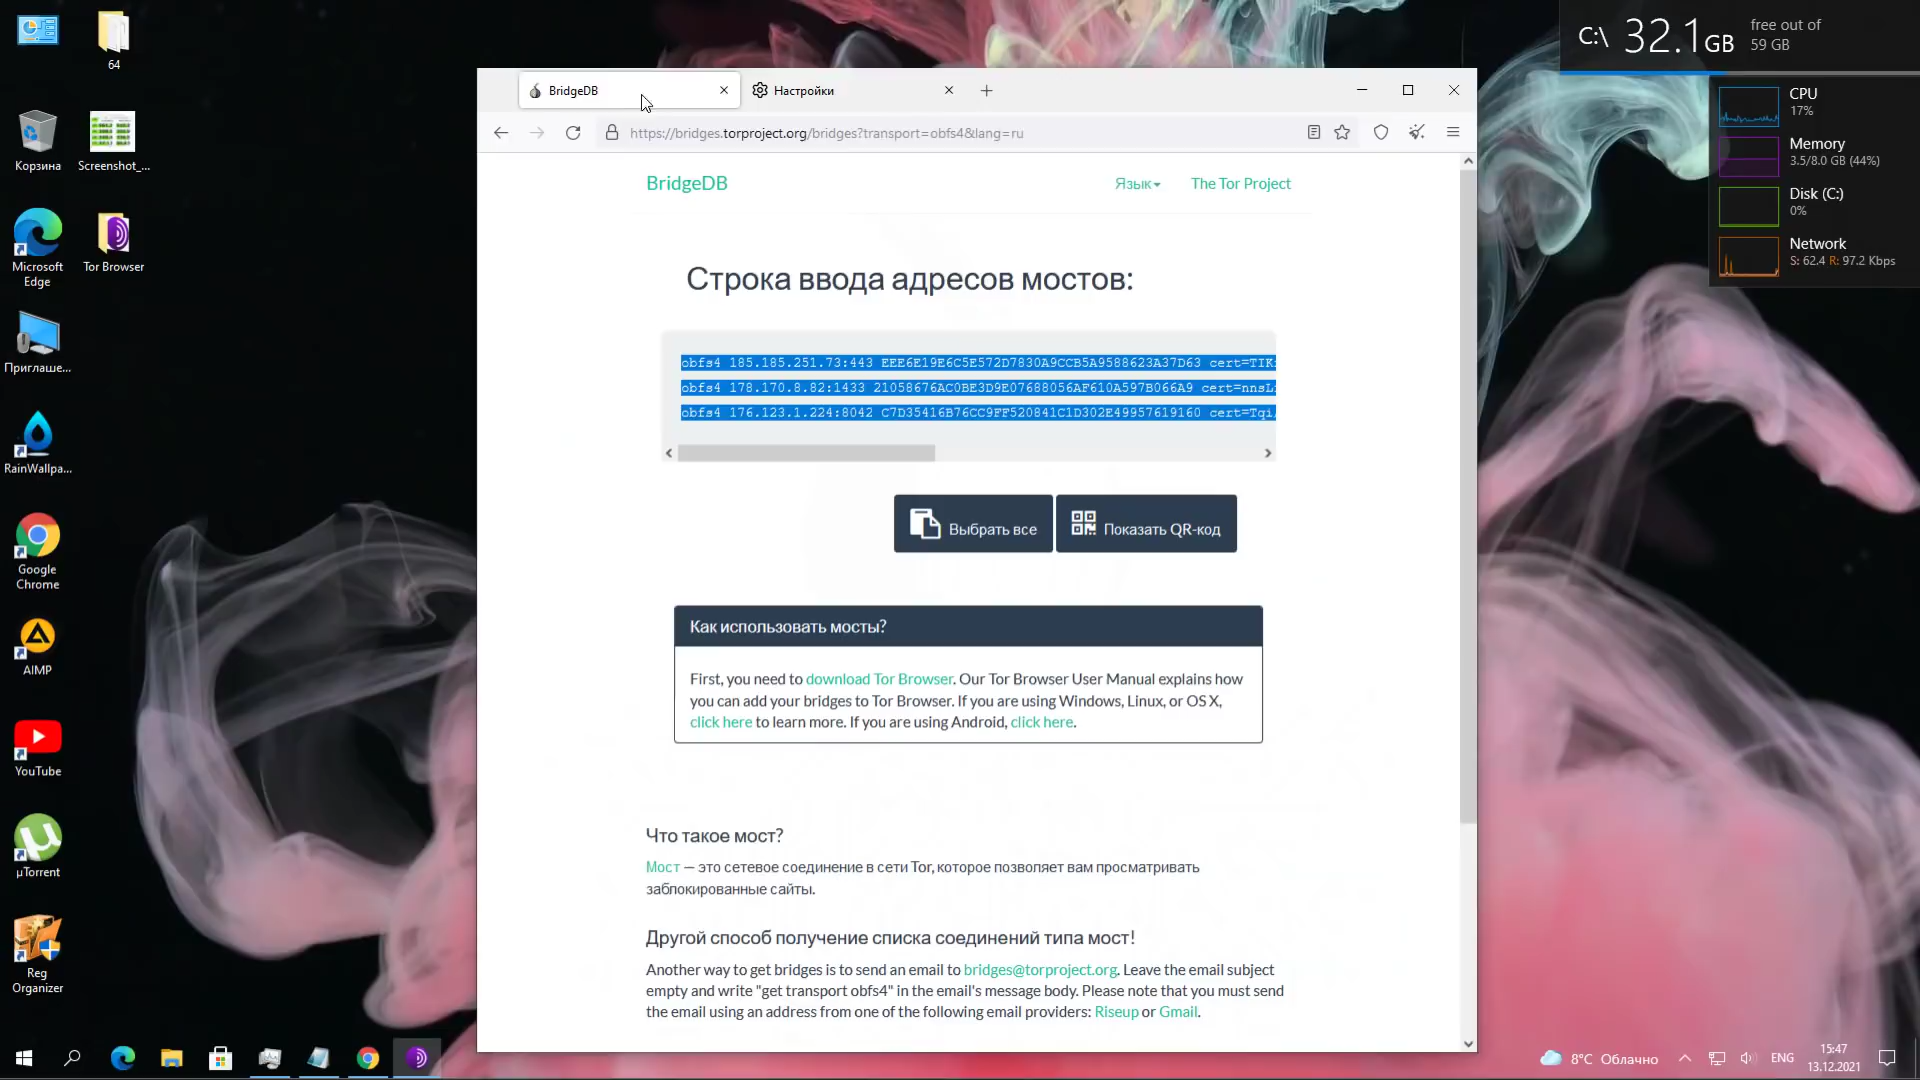 64
Корзина
Screenshot_...
Microsoft
Edge
Tor Browser
Приглаше...
RainWallpa...
Google
Chrome
AIMP
YouTube
µTorrent
Reg
Organizer
C:\ 32.1GB
free out of
59 GB
CPU
17%
Memory
3.5/8.0 GB (44%)
Disk (C:)
0%
Network
S: 62.4 R: 97.2 Kbps
BridgeDB
Настройки
https://bridges.torproject.org/bridges?transport=obfs4&lang=ru
BridgeDB
Язык
The Tor Project
Строка ввода адресов мостов:
obfs4 185.185.251.73:443 EEE6E19E6C5E572D7830A9CCB5A9588623A37D63 cert=TIK
obfs4 178.170.8.82:1433 21058676AC0BE3D9E07688056AF610A597B066A9 cert=nnsL
obfs4 176.123.1.224:8042 C7D35416B76CC9FF520841C1D302E49957619160 cert=Tqi
Выбрать все
Показать QR-код
Как использовать мосты?
First, you need to download Tor Browser. Our Tor Browser User Manual explains how
you can add your bridges to Tor Browser. If you are using Windows, Linux, or OS X,
click here to learn more. If you are using Android, click here.
Что такое мост?
Мост — это сетевое соединение в сети Tor, которое позволяет вам просматривать
заблокированные сайты.
Другой способ получение списка соединений типа мост!
Another way to get bridges is to send an email to bridges@torproject.org. Leave the email subject
empty and write "get transport obfs4" in the email's message body. Please note that you must send
the email using an address from one of the following email providers: Riseup or Gmail.
8°C Облачно
ENG
15:47
13.12.2021